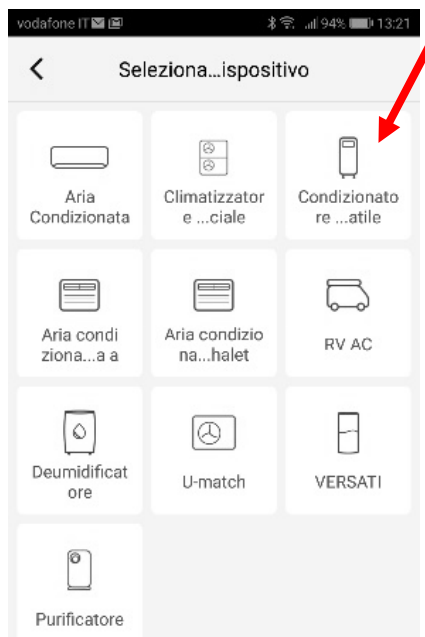 vodafone IT 94% 13:21
Seleziona...ispositivo
Aria
Condizionata
Climatizzator
e ...ciale
Condizionato
re ...atile
Aria condi
ziona...a a
Aria condizio
na...halet
RV AC
Deumidificat
ore
U-match
VERSATI
Purificatore